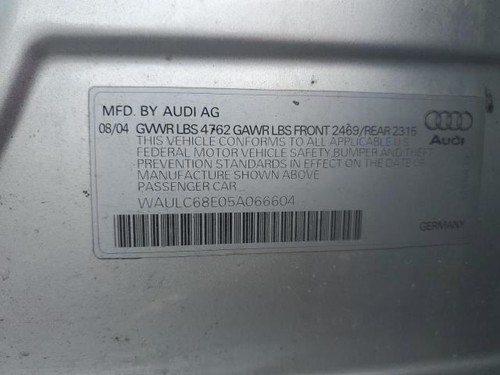 MFD. BY AUDI AG
08/04 GVWR LBS 4762 GAWR LBS FRONT 2469/REAR 2315
THIS VEHICLE CONFORMS TO ALL APPLICABLE U.S.
FEDERAL MOTOR VEHICLE SAFETY, BUMPER AND THEFT
PREVENTION STANDARDS IN EFFECT ON THE DATE OF
MANUFACTURE SHOWN ABOVE
PASSENGER CAR
WAULC68E05A066604
Audi
GERMANY